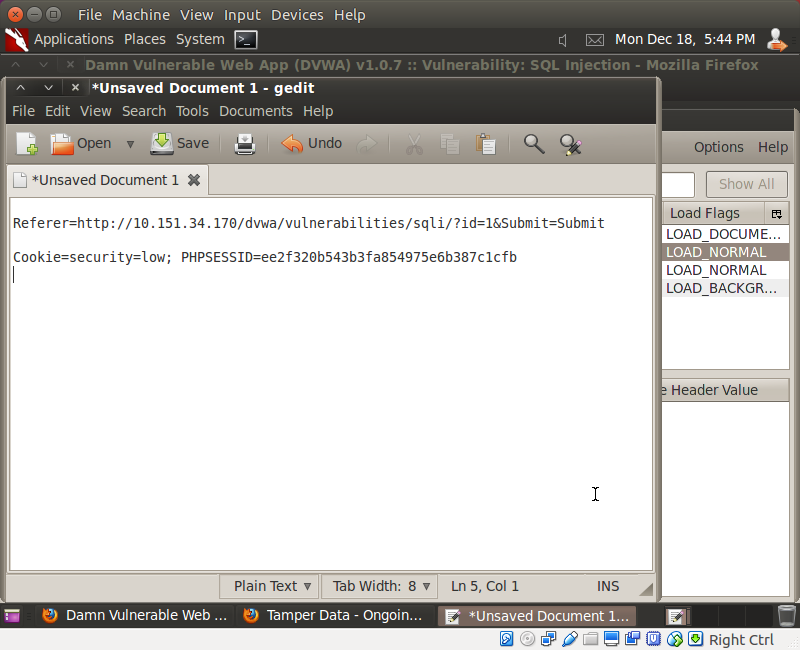 File Machine View Input Devices Help
Applications Places System Mon Dec 18, 5:44 PM
Damn Vulnerable Web App (DVWA) v1.0.7 :: Vulnerability: SQL Injection - Mozilla Firefox
*Unsaved Document 1 - gedit
File Edit View Search Tools Documents Help
Open Save Undo
*Unsaved Document 1
Referer=http://10.151.34.170/dvwa/vulnerabilities/sqli/?id=1&Submit=Submit
Cookie=security=low; PHPSESSID=ee2f320b543b3fa854975e6b387c1cfb
Plain Text Tab Width: 8 Ln 5, Col 1 INS
Options Help
Show All
Load Flags
LOAD_DOCUME...
LOAD_NORMAL
LOAD_NORMAL
LOAD_BACKGR...
e Header Value
Damn Vulnerable Web ... Tamper Data - Ongoin... *Unsaved Document 1...
Right Ctrl